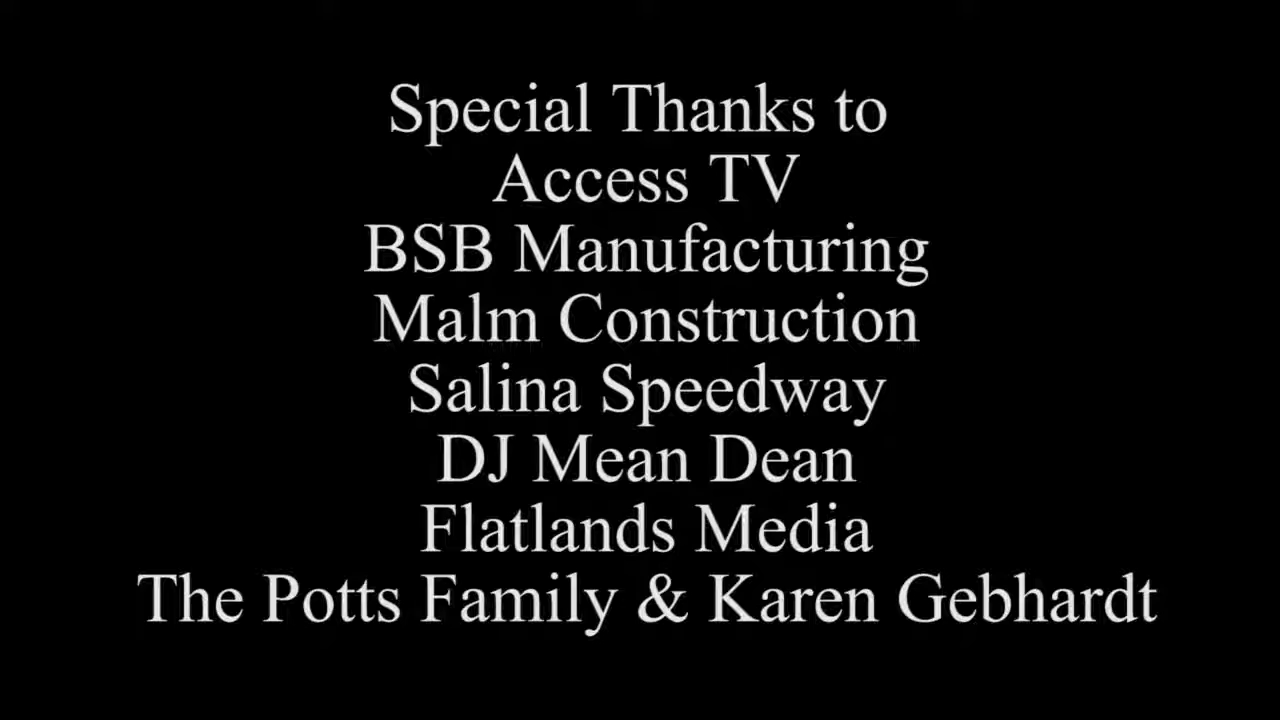 Special Thanks to
Access TV
BSB Manufacturing
Malm Construction
Salina Speedway
DJ Mean Dean
Flatlands Media
The Potts Family & Karen Gebhardt